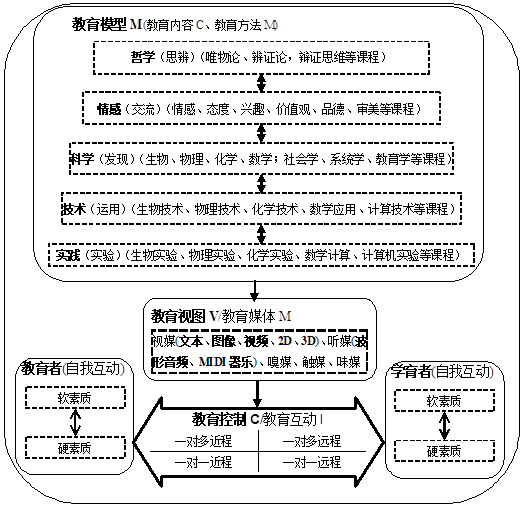 教育模型 M(教育内容 C、教育方法 M)
哲学（思辨）(唯物论、辩证论，辩证思维等课程)
情感（交流）(情感、态度、兴趣、价值观、品德、审美等课程)
科学（发现）(生物、物理、化学、数学；社会学、系统学、教育学等课程)
技术（运用）(生物技术、物理技术、化学技术、数学应用、计算技术等课程)
实践（实验）(生物实验、物理实验、化学实验、数学计算、计算机实验等课程)
教育视图 V/教育媒体 M
视媒(文本、图像、视频、2D、3D)、听媒(波
形音频、MIDI 器乐)、嗅媒、触媒、味媒
教育者(自我互动)
软素质
硬素质
教育控制 C/教育互动 I
一对多近程
一对多远程
一对一近程
一对一远程
学育者(自我互动)
软素质
硬素质